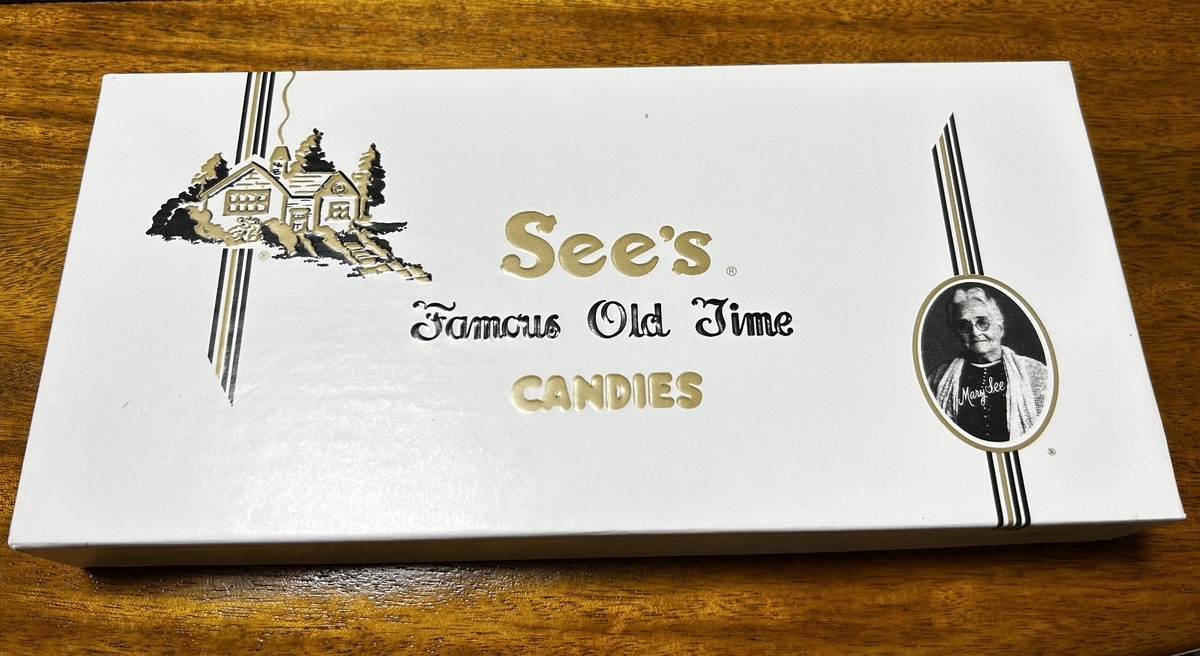 See's ®
Famous Old Time
CANDIES
Mary See
®
®